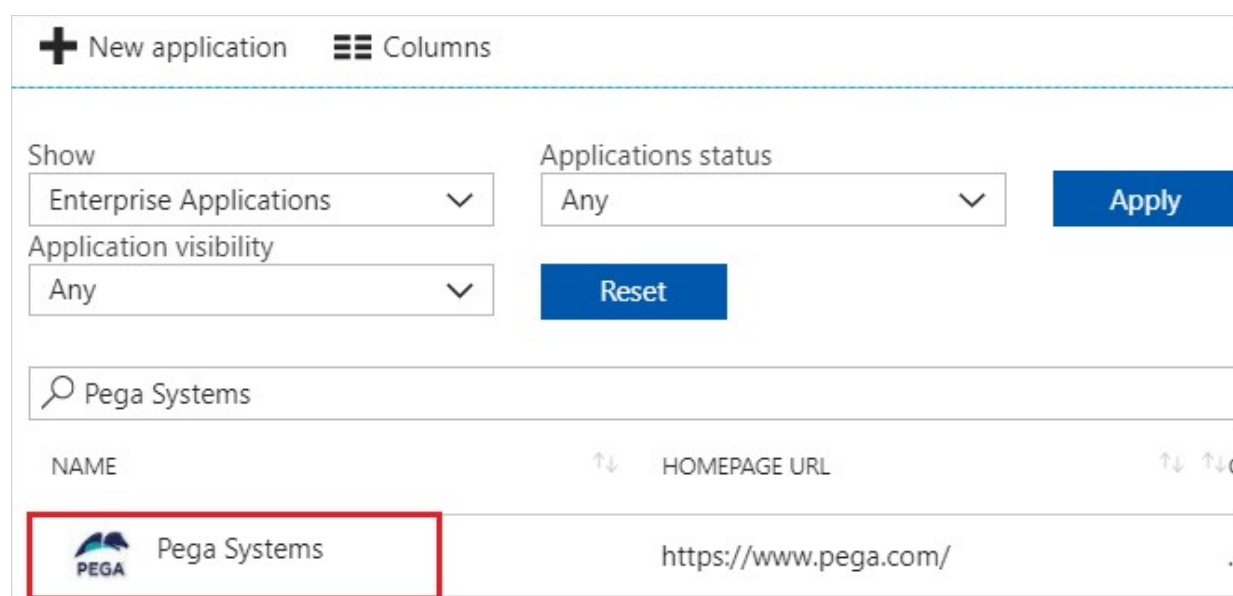 New application Columns
Show Applications status
Enterprise Applications Any Apply
Application visibility
Any Reset
Pega Systems
NAME HOMEPAGE URL
PEGA Pega Systems https://www.pega.com/